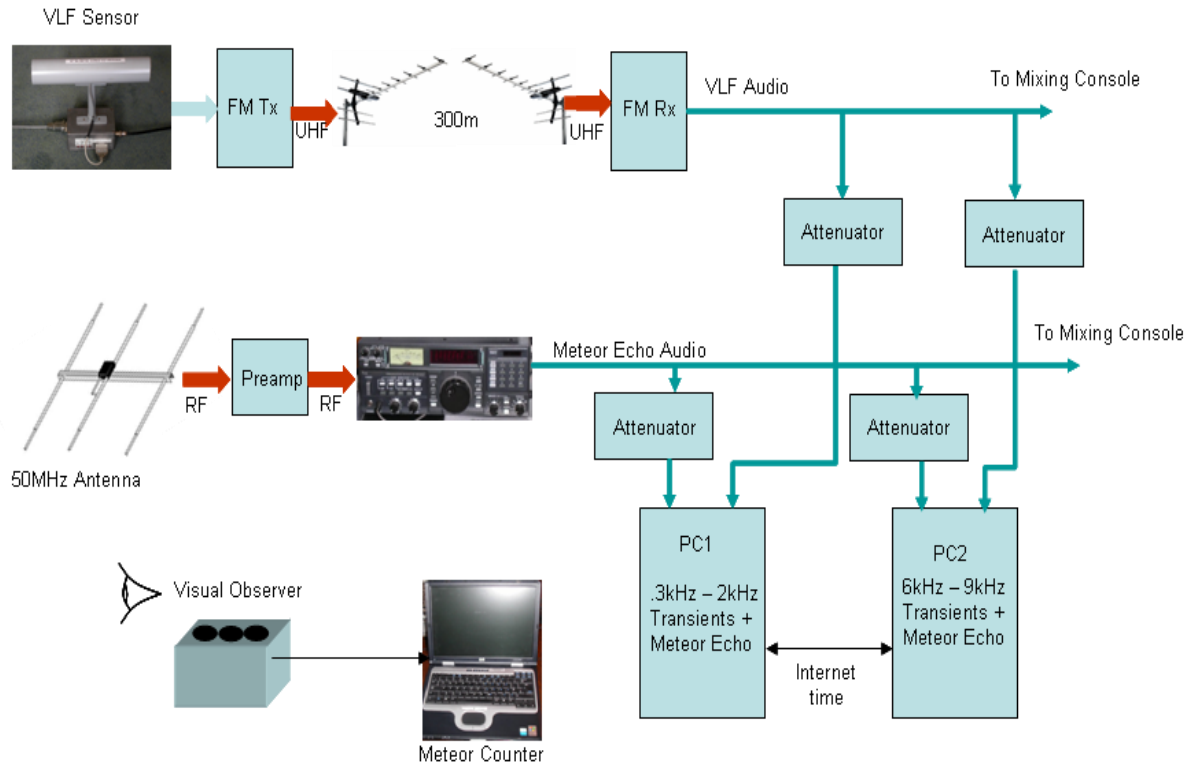 VLF Sensor
FM Tx
UHF
300m
UHF
FM Rx
VLF Audio
To Mixing Console
Attenuator
Attenuator
50MHz Antenna
RF
Preamp
RF
Meteor Echo Audio
To Mixing Console
Attenuator
Attenuator
PC1
.3kHz – 2kHz
Transients +
Meteor Echo
PC2
6kHz – 9kHz
Transients +
Meteor Echo
Internet
time
Visual Observer
Meteor Counter